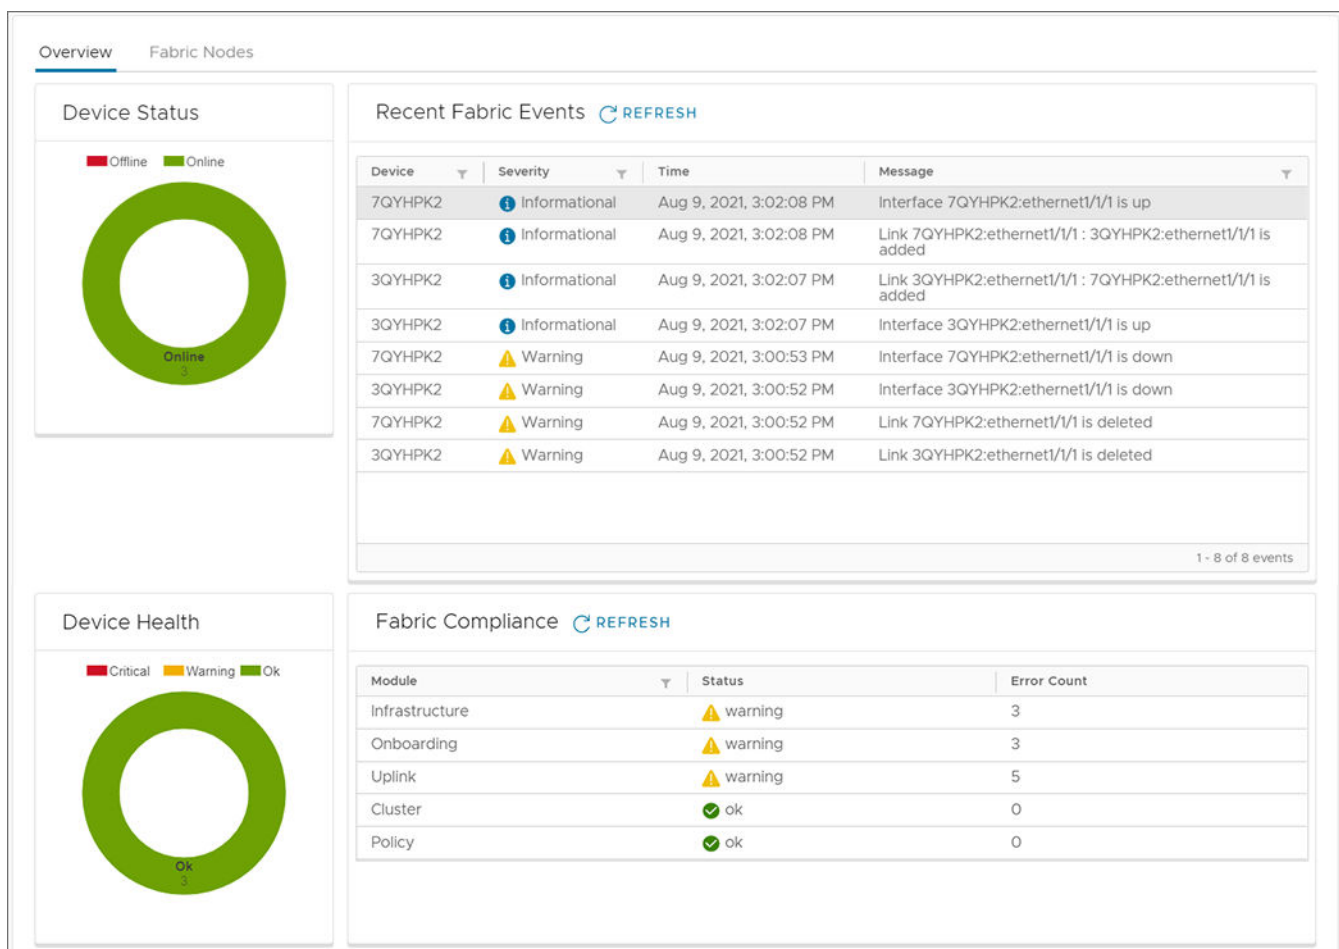 Overview Fabric Nodes
Device Status
Offline Online
Online
3
Recent Fabric Events REFRESH
Device Severity Time Message
7QYHPK2 Informational Aug 9, 2021, 3:02:08 PM Interface 7QYHPK2:ethernet1/1/1 is up
7QYHPK2 Informational Aug 9, 2021, 3:02:08 PM Link 7QYHPK2:ethernet1/1/1 : 3QYHPK2:ethernet1/1/1 is
added
3QYHPK2 Informational Aug 9, 2021, 3:02:07 PM Link 3QYHPK2:ethernet1/1/1 : 7QYHPK2:ethernet1/1/1 is
added
3QYHPK2 Informational Aug 9, 2021, 3:02:07 PM Interface 3QYHPK2:ethernet1/1/1 is up
7QYHPK2 Warning Aug 9, 2021, 3:00:53 PM Interface 7QYHPK2:ethernet1/1/1 is down
3QYHPK2 Warning Aug 9, 2021, 3:00:52 PM Interface 3QYHPK2:ethernet1/1/1 is down
7QYHPK2 Warning Aug 9, 2021, 3:00:52 PM Link 7QYHPK2:ethernet1/1/1 is deleted
3QYHPK2 Warning Aug 9, 2021, 3:00:52 PM Link 3QYHPK2:ethernet1/1/1 is deleted
1 - 8 of 8 events
Device Health
Critical Warning Ok
Ok
3
Fabric Compliance REFRESH
Module Status Error Count
Infrastructure warning 3
Onboarding warning 3
Uplink warning 5
Cluster ok 0
Policy ok 0